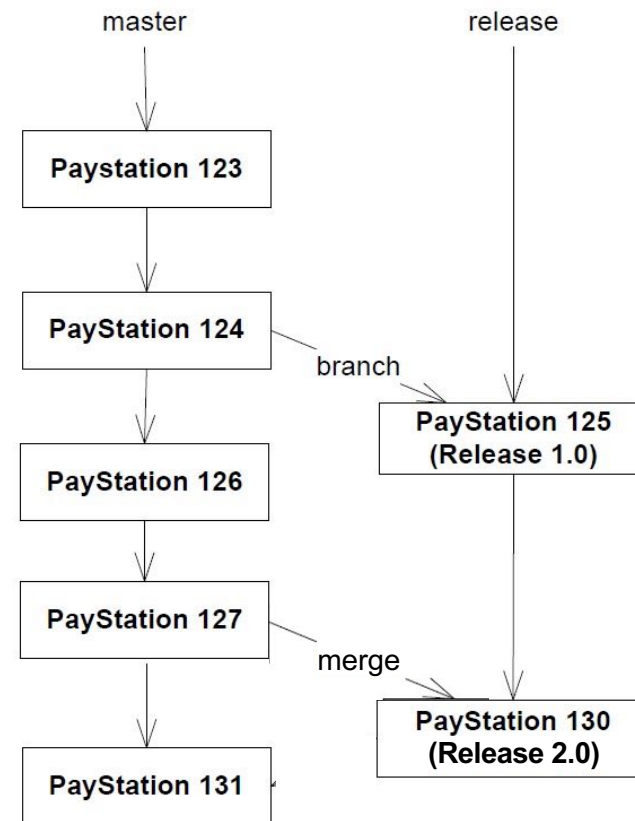 master
release
Paystation 123
PayStation 124
branch
PayStation 125
(Release 1.0)
PayStation 126
PayStation 127
merge
PayStation 130
(Release 2.0)
PayStation 131